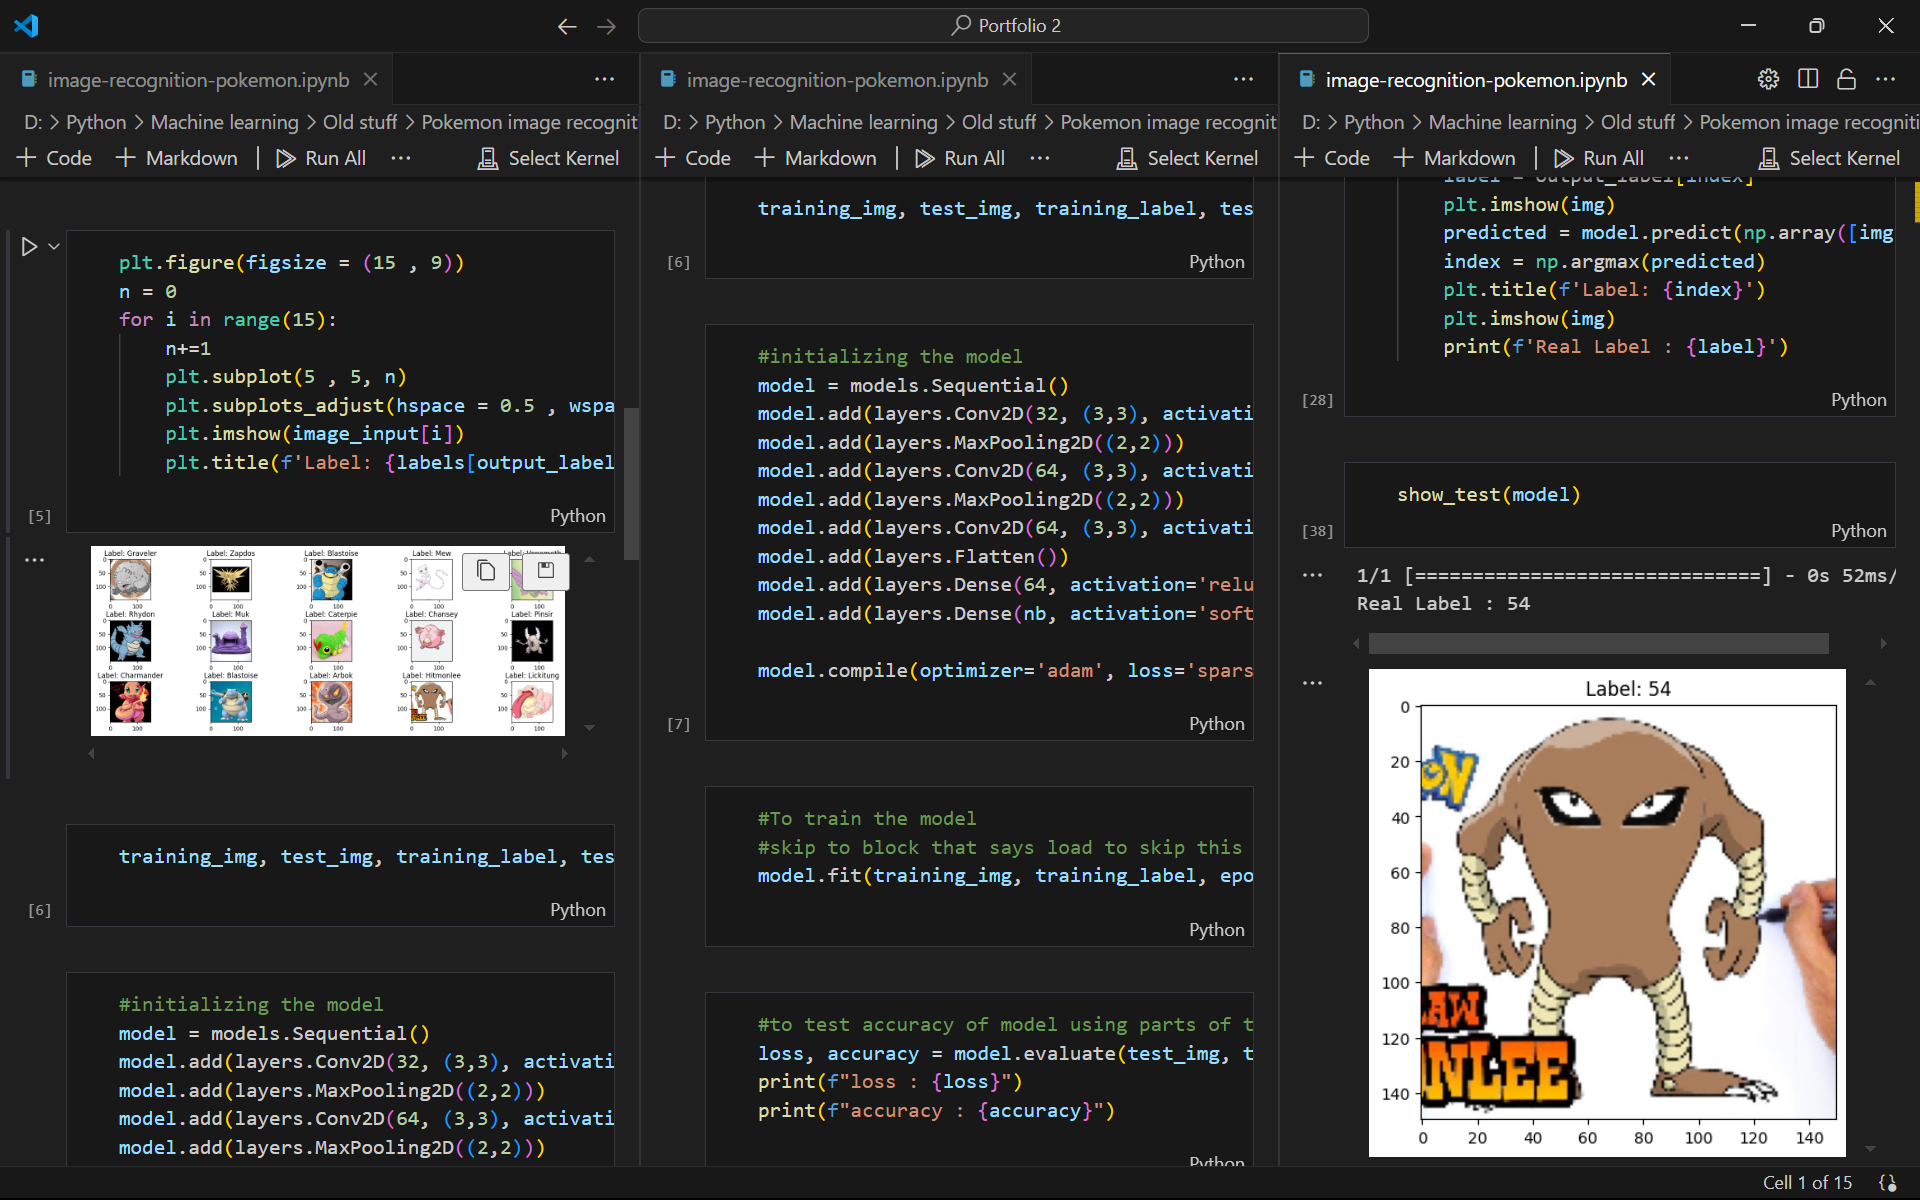 Portfolio 2
image-recognition-pokemon.ipynb
D: > Python > Machine learning > Old stuff > Pokemon image recognit
+ Code + Markdown | Run All ... Select Kernel
plt.figure(figsize = (15 , 9))
n = 0
for i in range(15):
n+=1
plt.subplot(5 , 5, n)
plt.subplots_adjust(hspace = 0.5 , wspa
plt.imshow(image_input[i])
plt.title(f'Label: {labels[output_label
[5]
Python
Label: Graveler
Label: Zapdos
Label: Blastoise
Label: Mew
Label: Rhydon
Label: Muk
Label: Caterpie
Label: Chansey
Label: Pinsir
Label: Charmander
Label: Blastoise
Label: Arbok
Label: Hitmonlee
Label: Lickitung
training_img, test_img, training_label, tes
[6]
Python
#initializing the model
model = models.Sequential()
model.add(layers.Conv2D(32, (3,3), activati
model.add(layers.MaxPooling2D((2,2)))
model.add(layers.Conv2D(64, (3,3), activati
model.add(layers.MaxPooling2D((2,2)))
image-recognition-pokemon.ipynb
D: > Python > Machine learning > Old stuff > Pokemon image recognit
+ Code + Markdown | Run All ... Select Kernel
training_img, test_img, training_label, tes
[6]
Python
#initializing the model
model = models.Sequential()
model.add(layers.Conv2D(32, (3,3), activati
model.add(layers.MaxPooling2D((2,2)))
model.add(layers.Conv2D(64, (3,3), activati
model.add(layers.MaxPooling2D((2,2)))
model.add(layers.Conv2D(64, (3,3), activati
model.add(layers.Flatten())
model.add(layers.Dense(64, activation='relu
model.add(layers.Dense(nb, activation='soft
model.compile(optimizer='adam', loss='spars
[7]
Python
#To train the model
#skip to block that says load to skip this
model.fit(training_img, training_label, epo
Python
#to test accuracy of model using parts of t
loss, accuracy = model.evaluate(test_img, t
print(f"loss : {loss}")
print(f"accuracy : {accuracy}")
Python
image-recognition-pokemon.ipynb
D: > Python > Machine learning > Old stuff > Pokemon image recogniti
+ Code + Markdown | Run All ... Select Kernel
label = output_label[index]
plt.imshow(img)
predicted = model.predict(np.array([img
index = np.argmax(predicted)
plt.title(f'Label: {index}')
plt.imshow(img)
print(f'Real Label : {label}')
[28]
Python
show_test(model)
[38]
Python
1/1 [==============================] - 0s 52ms/
Real Label : 54
Label: 54
0
20
40
60
80
100
120
140
AW
NLEE
0 20 40 60 80 100 120 140
Cell 1 of 15